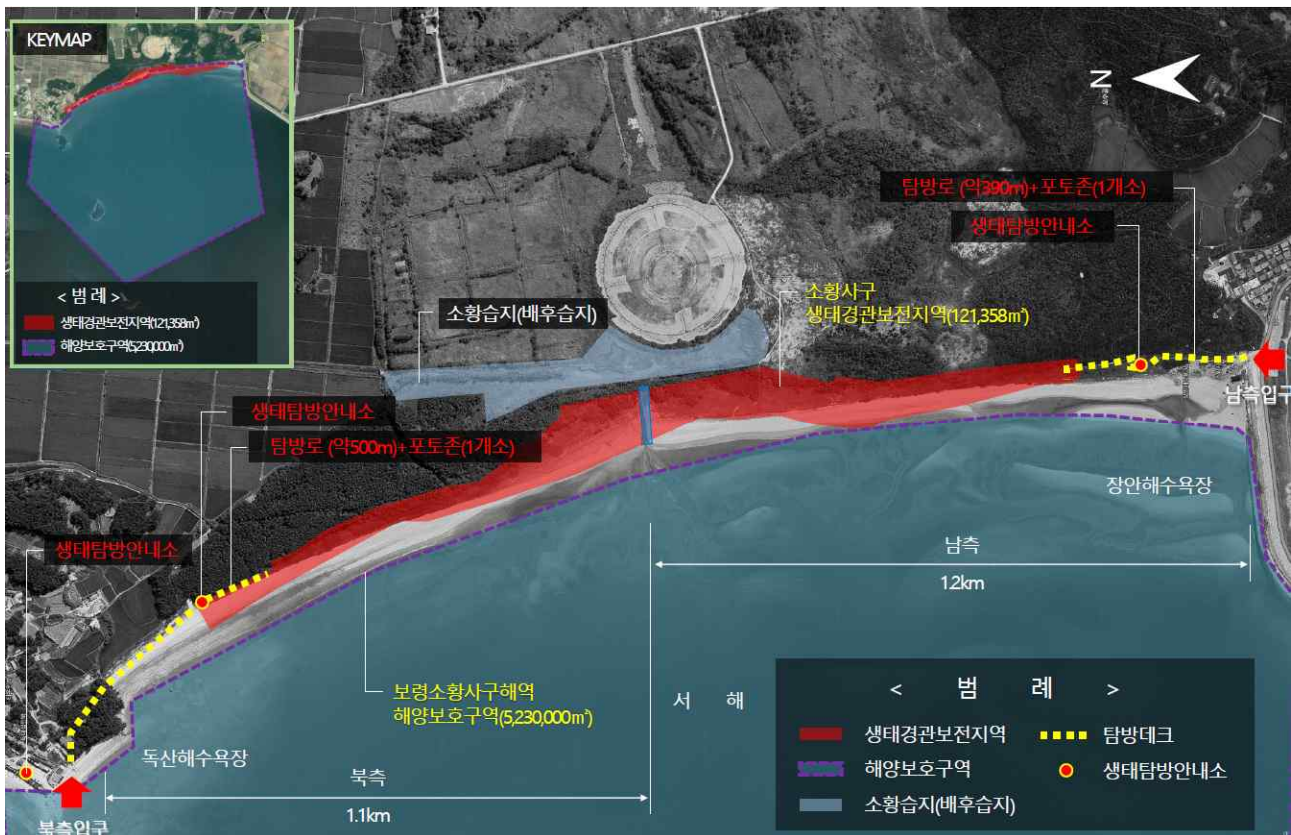 KEYMAP
< 범 례 >
생태경관보전지역(121,358㎡)
해양보호구역(5,230,000㎡)
N
탐방로 (약390m)+포토존(1개소)
생태탐방안내소
소황습지(배후습지)
소황사구
생태경관보전지역(121,358㎡)
남측입구
생태탐방안내소
탐방로 (약500m)+포토존(1개소)
장안해수욕장
생태탐방안내소
남측
1.2km
보령소황사구해역
해양보호구역(5,230,000㎡)
서 해
독산해수욕장
북측
1.1km
북측입구
< 범 례 >
생태경관보전지역
탐방데크
해양보호구역
생태탐방안내소
소황습지(배후습지)